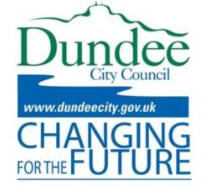 Dundee
City Council
www.dundeecity.gov.uk
CHANGING
FOR THE FUTURE